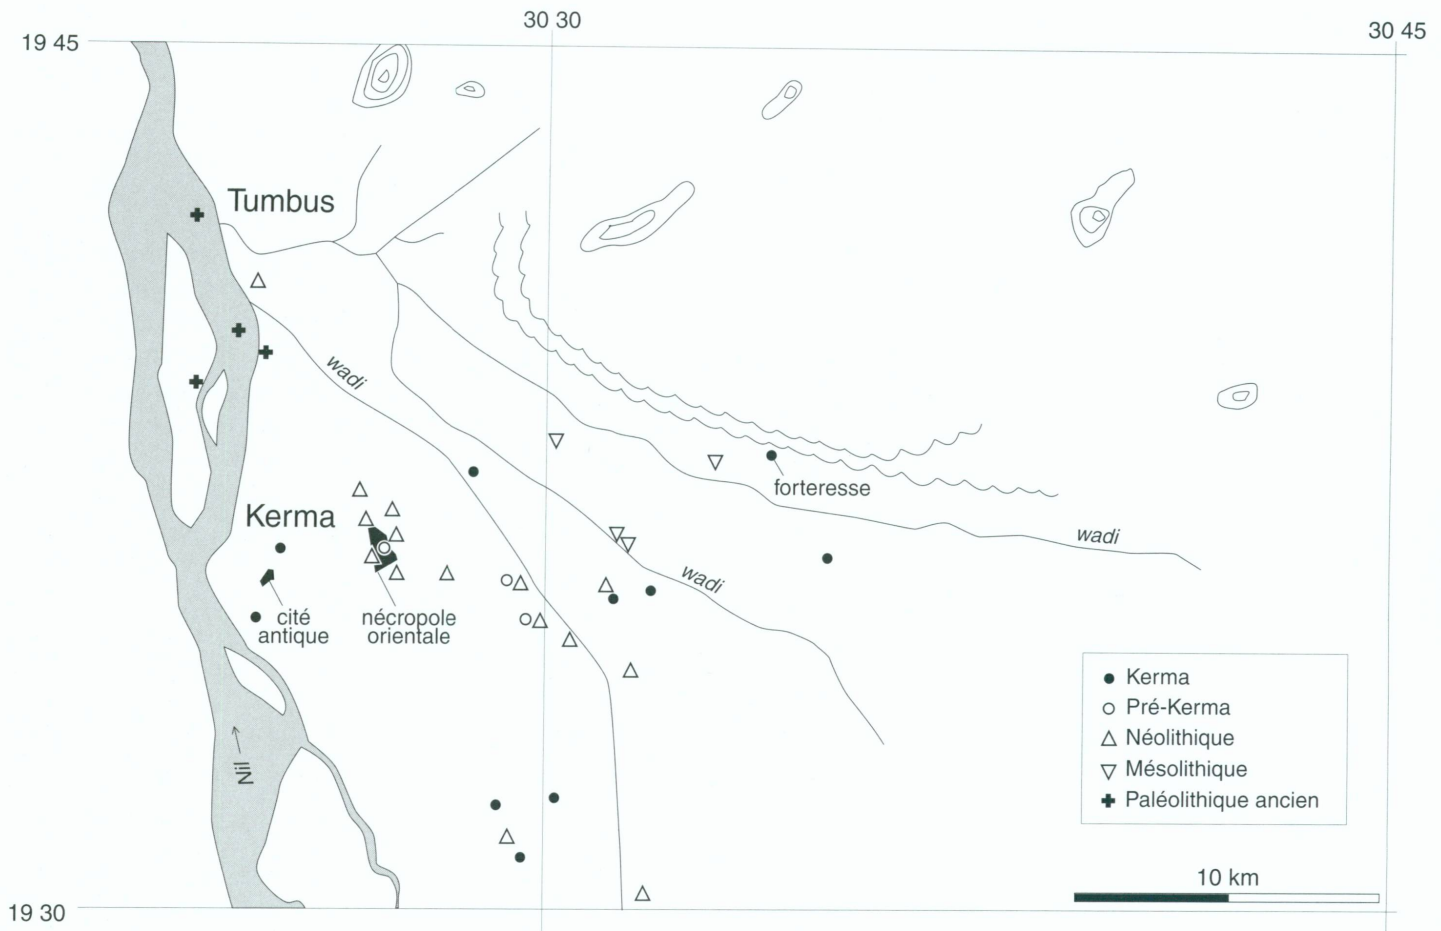 30 30
30 45
19 45
Tumbus
wadi
forteresse
Kerma
wadi
wadi
cité
antique
nécropole
orientale
Nil
Kerma
Pré-Kerma
Néolithique
Mésolithique
Paléolithique ancien
10 km
19 30